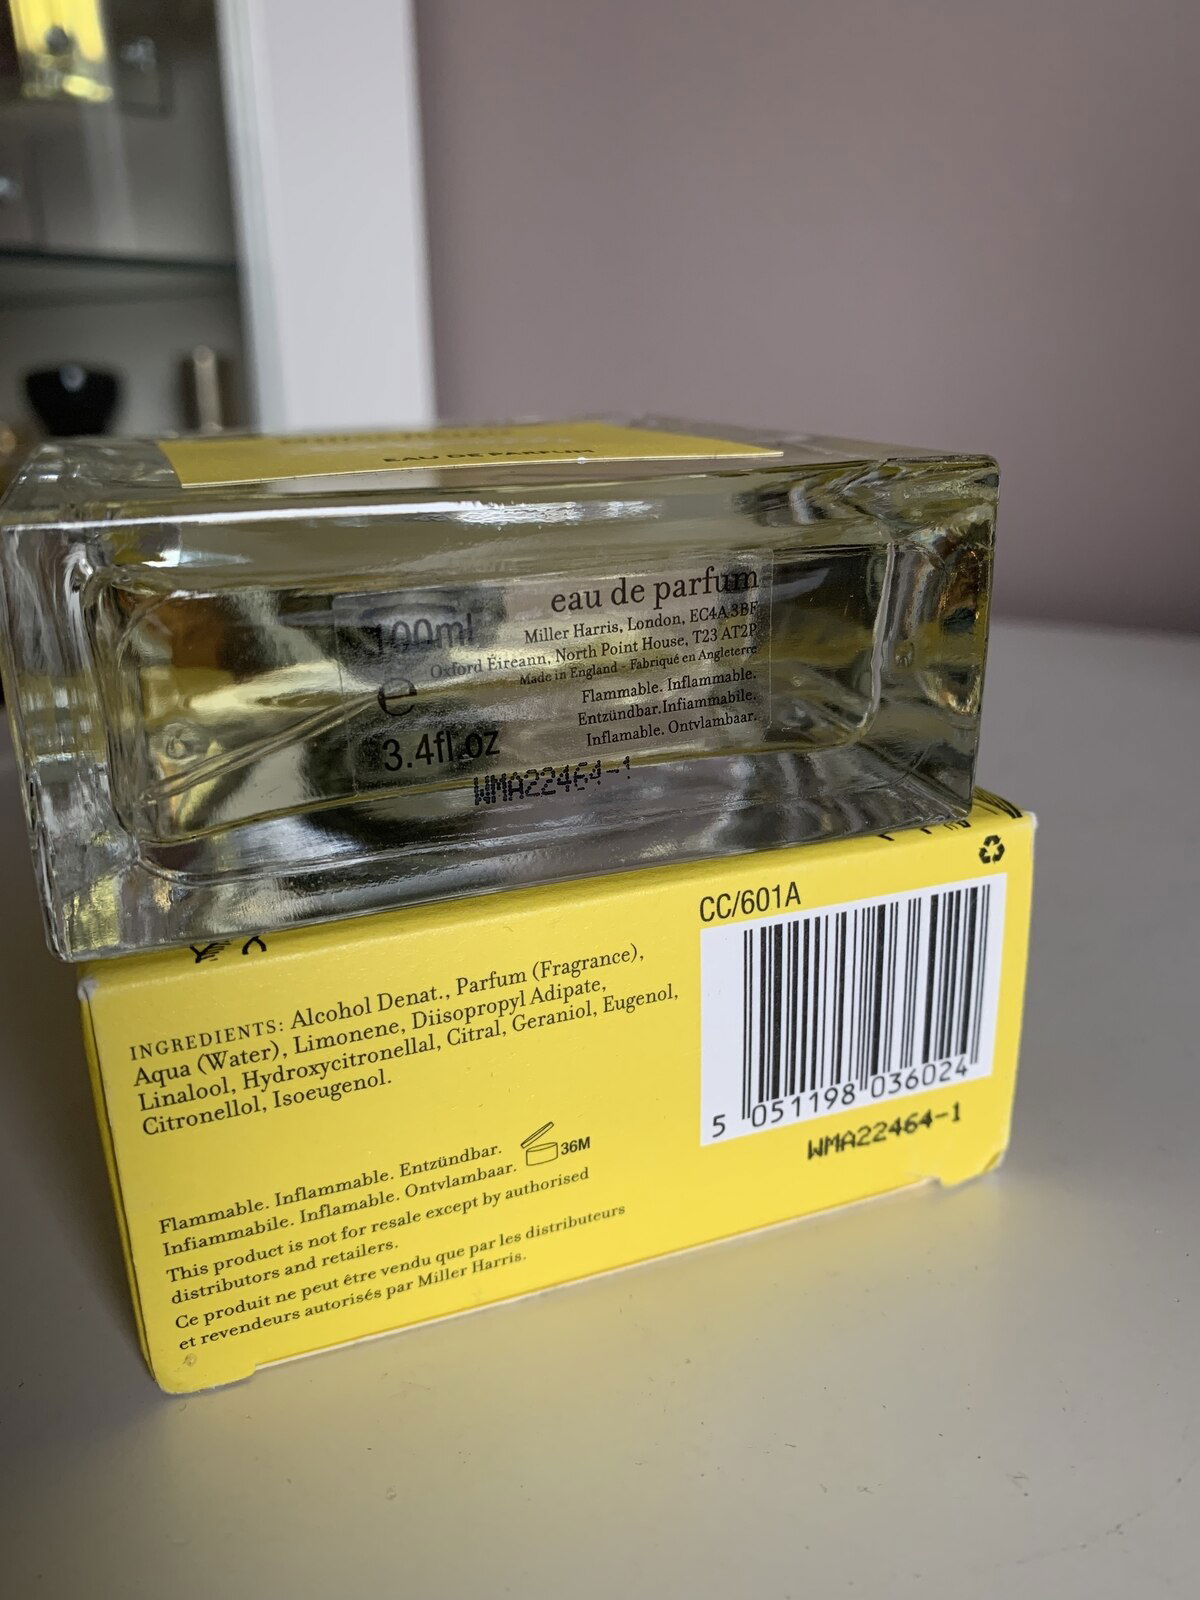 EAU DE PARFUM
100ml
e
3.4fl.oz
eau de parfum
Miller Harris, London, EC4A 3BF
Oxford Éireann, North Point House, T23 AT2P
Made in England - Fabriqué en Angleterre
Flammable. Inflammable.
Entzündbar.Infiammabile.
Inflamable. Ontvlambaar.
WMA22464-1
INGREDIENTS: Alcohol Denat., Parfum (Fragrance),
Aqua (Water), Limonene, Diisopropyl Adipate,
Linalool, Hydroxycitronellal, Citral, Geraniol, Eugenol,
Citronellol, Isoeugenol.
Flammable. Inflammable. Entzündbar.
Infiammabile. Inflamable. Ontvlambaar.
36M
This product is not for resale except by authorised
distributors and retailers.
Ce produit ne peut être vendu que par les distributeurs
et revendeurs autorisés par Miller Harris.
CC/601A
5 051198 036024
WMA22464-1